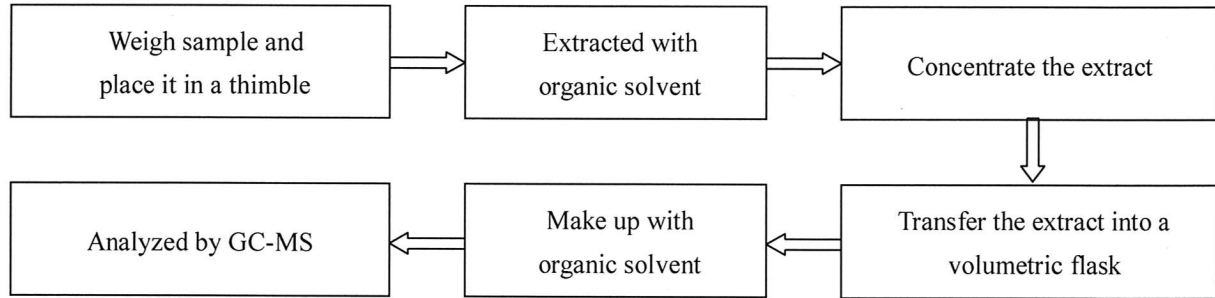 Weigh sample and
place it in a thimble
Extracted with
organic solvent
Concentrate the extract
Transfer the extract into a
volumetric flask
Make up with
organic solvent
Analyzed by GC-MS